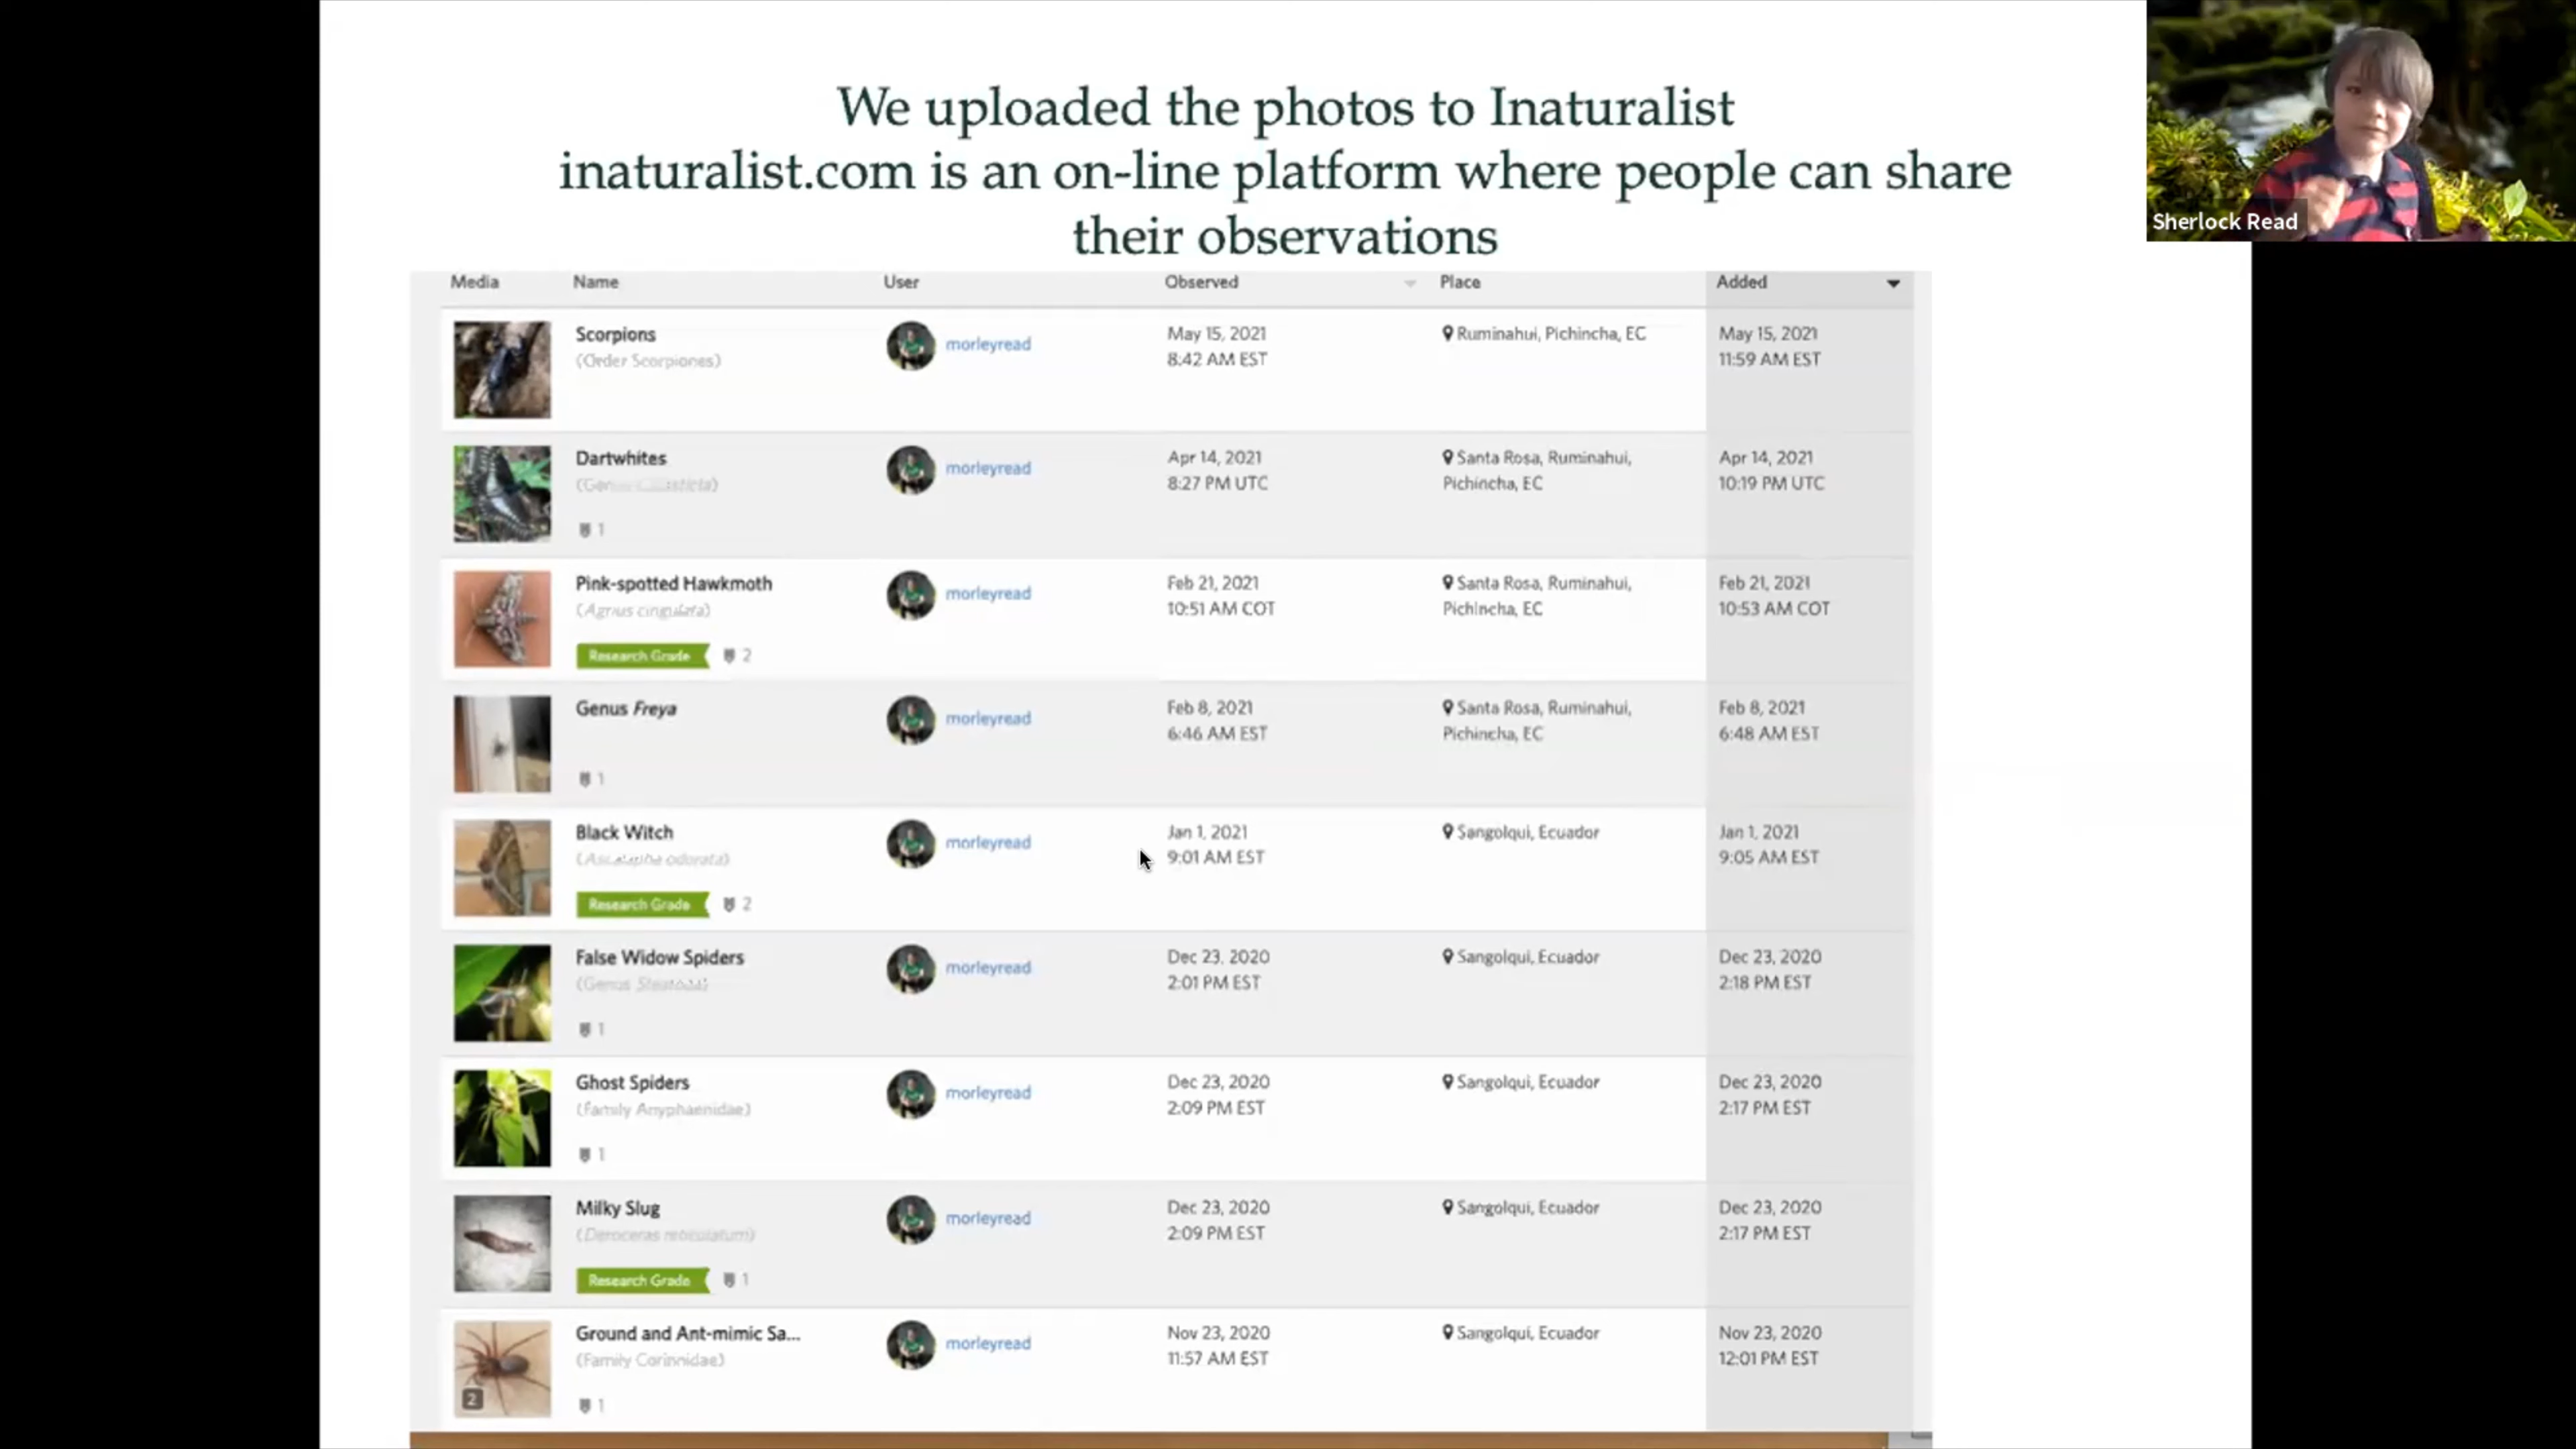 We uploaded the photos to Inaturalist
inaturalist.com is an on-line platform where people can share
their observations
Sherlock Read
Media Name User Observed Place Added
Scorpions morleyread May 15, 2021 Ruminahui, Pichincha, EC May 15, 2021
(Order Scorpiones) 8:42 AM EST 11:59 AM EST
Dartwhites morleyread Apr 14, 2021 Santa Rosa, Ruminahui, Apr 14, 2021
8:27 PM UTC Pichincha, EC 10:19 PM UTC
1
Pink-spotted Hawkmoth morleyread Feb 21, 2021 Santa Rosa, Ruminahui, Feb 21, 2021
(Agrius cingulata) 10:51 AM COT Pichincha, EC 10:53 AM COT
Research Grade 2
Genus Freya morleyread Feb 8, 2021 Santa Rosa, Ruminahui, Feb 8, 2021
6:46 AM EST Pichincha, EC 6:48 AM EST
1
Black Witch morleyread Jan 1, 2021 Sangolqui, Ecuador Jan 1, 2021
(Ascalapha odorata) 9:01 AM EST 9:05 AM EST
Research Grade 2
False Widow Spiders morleyread Dec 23, 2020 Sangolqui, Ecuador Dec 23, 2020
(Genus Steatoda) 2:01 PM EST 2:18 PM EST
1
Ghost Spiders morleyread Dec 23, 2020 Sangolqui, Ecuador Dec 23, 2020
(Family Anyphaenidae) 2:09 PM EST 2:17 PM EST
1
Milky Slug morleyread Dec 23, 2020 Sangolqui, Ecuador Dec 23, 2020
(Deroceras reticulatum) 2:09 PM EST 2:17 PM EST
Research Grade 1
Ground and Ant-mimic Sa... morleyread Nov 23, 2020 Sangolqui, Ecuador Nov 23, 2020
(Family Corinnidae) 11:57 AM EST 12:01 PM EST
2 1